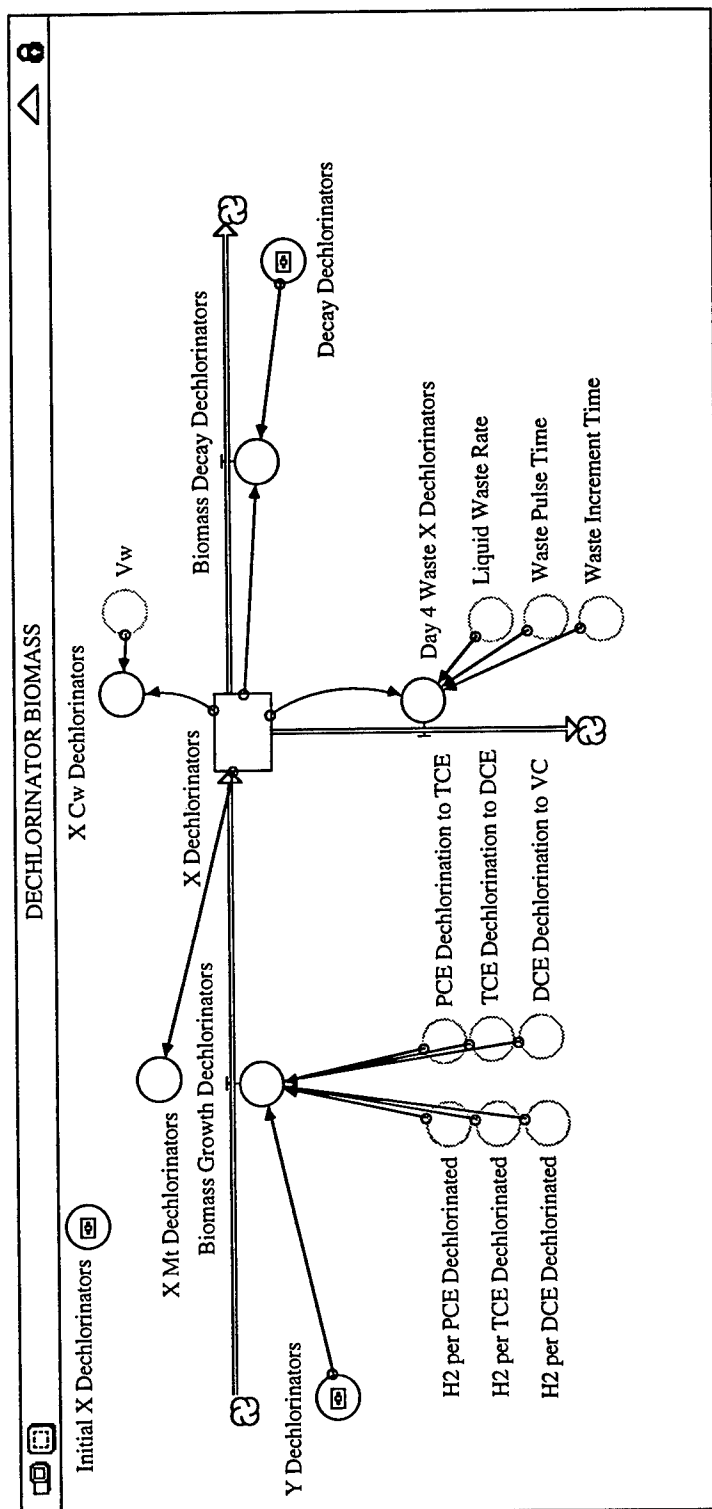 DECHLORINATOR BIOMASS
Initial X Dechlorinators
X Cw Dechlorinators
Vw
X Mt Dechlorinators
X Dechlorinators
Biomass Growth Dechlorinators
Biomass Decay Dechlorinators
Y Dechlorinators
Decay Dechlorinators
Day 4 Waste X Dechlorinators
H2 per PCE Dechlorinated
PCE Dechlorination to TCE
Liquid Waste Rate
H2 per TCE Dechlorinated
TCE Dechlorination to DCE
Waste Pulse Time
H2 per DCE Dechlorinated
DCE Dechlorination to VC
Waste Increment Time